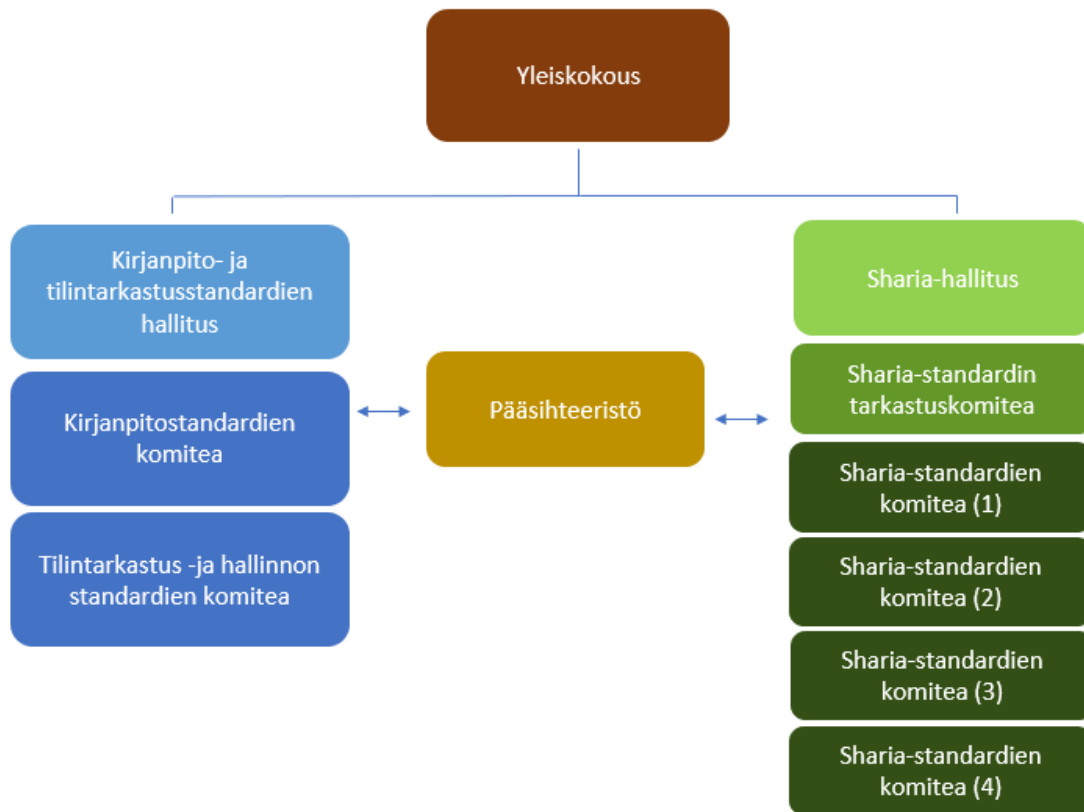 Yleiskokous
Kirjanpito- ja
tilintarkastusstandardien
hallitus
Kirjanpitostandardien
komitea
Tilintarkastus -ja hallinnon
standardien komitea
Pääsihteeristö
Sharia-hallitus
Sharia-standardin
tarkastuskomitea
Sharia-standardien
komitea (1)
Sharia-standardien
komitea (2)
Sharia-standardien
komitea (3)
Sharia-standardien
komitea (4)